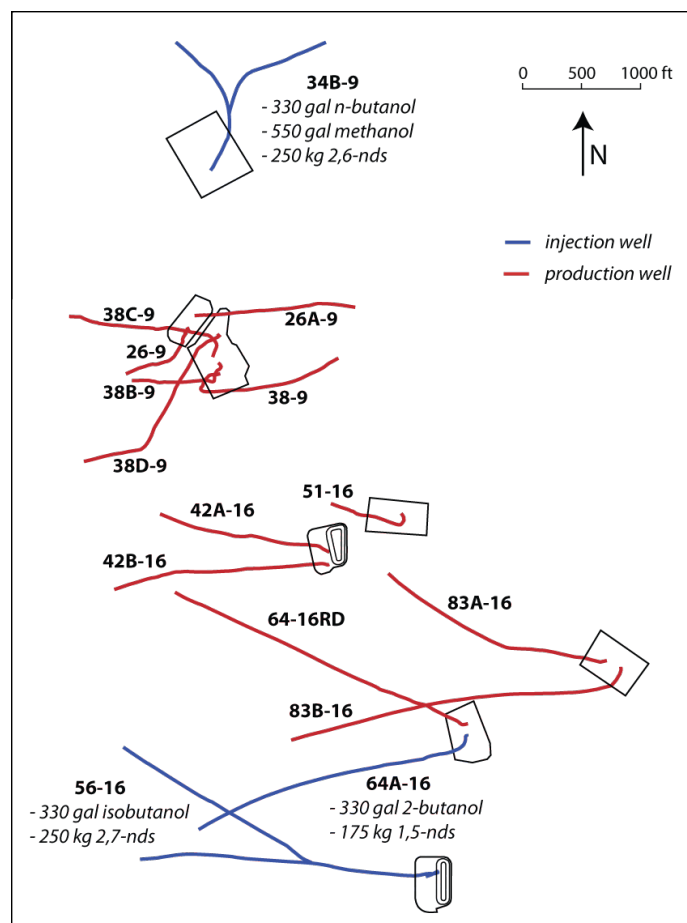 34B-9
- 330 gal n-butanol
- 550 gal methanol
- 250 kg 2,6-nds
0 500 1000 ft
N
injection well
production well
38C-9
26A-9
26-9
38B-9
38-9
38D-9
51-16
42A-16
42B-16
83A-16
64-16RD
83B-16
56-16
- 330 gal isobutanol
- 250 kg 2,7-nds
64A-16
- 330 gal 2-butanol
- 175 kg 1,5-nds